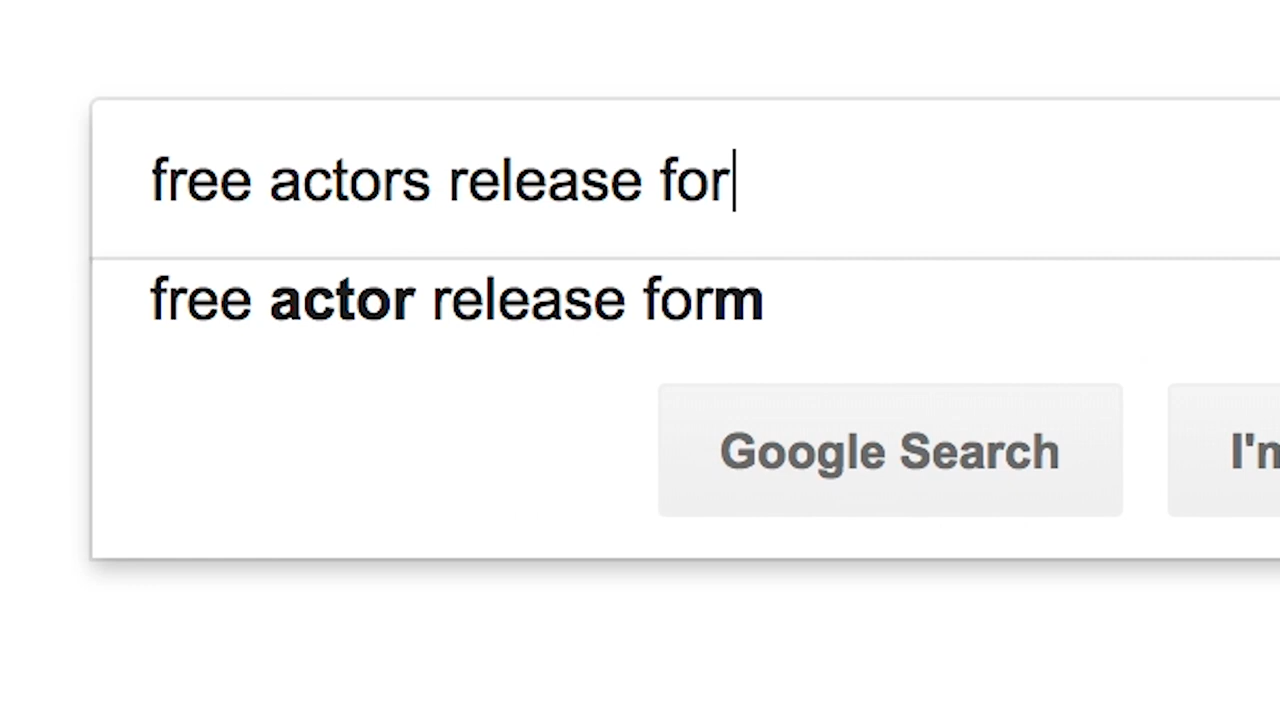 free actors release for
free actor release form
Google Search I'm